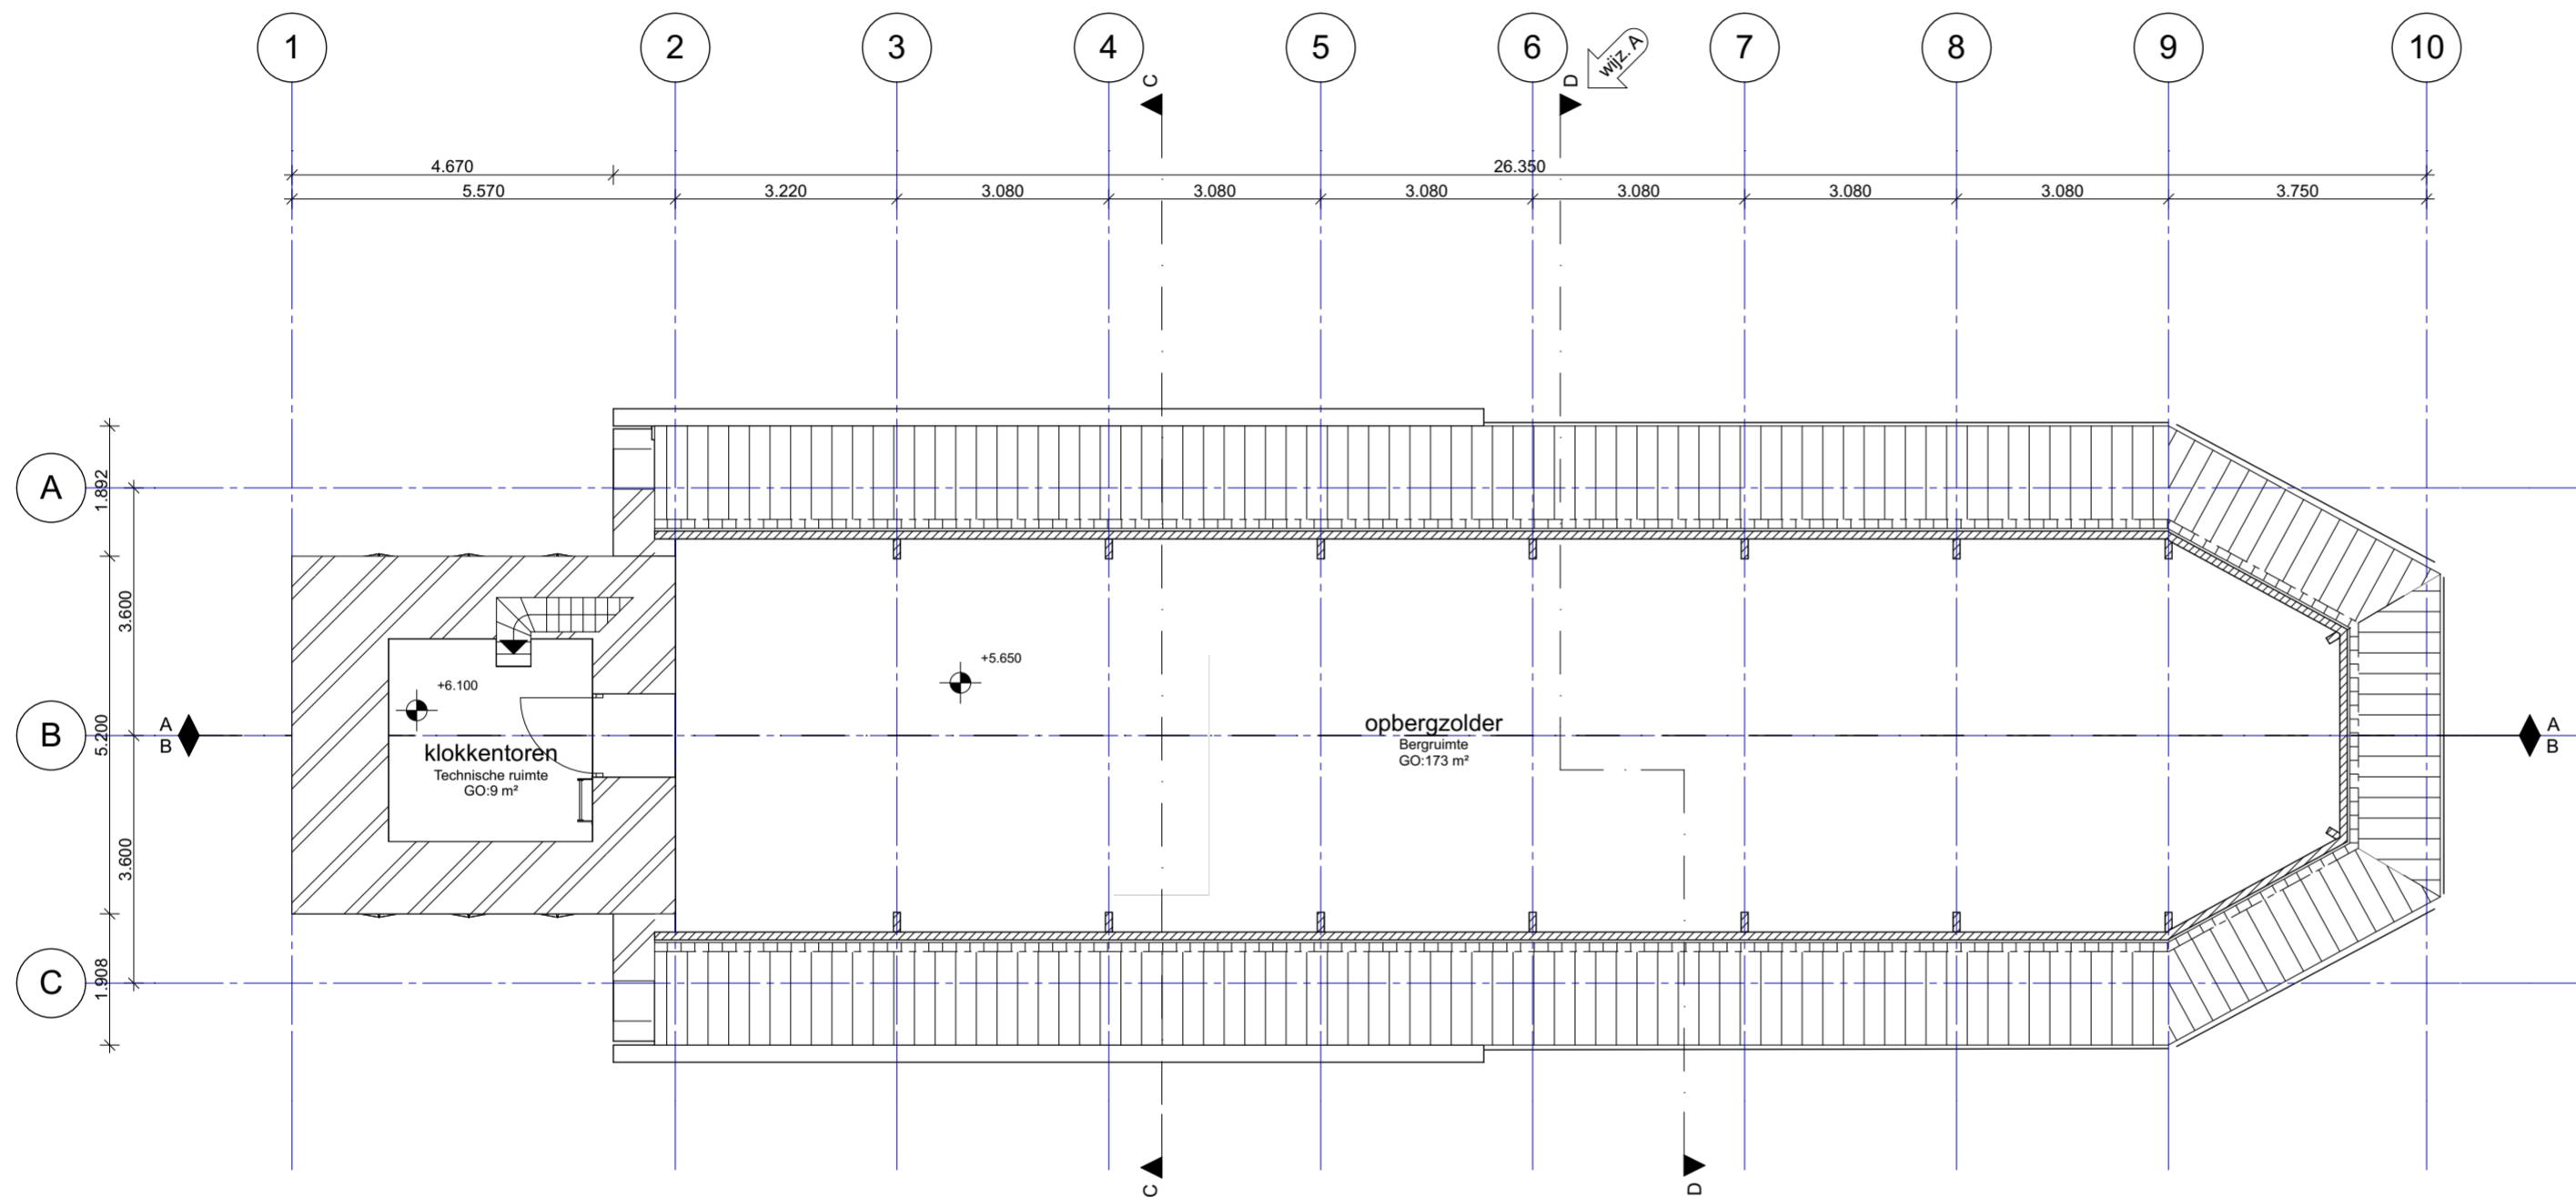 1 2 3 4 5 6 7 8 9 10
wijz. A
C D
4.670 26.350
5.570 3.220 3.080 3.080 3.080 3.080 3.080 3.080 3.750
A
1.892
3.600
+5.650
+6.100
B
5.200
A
B
klokkentoren
Technische ruimte
GO:9 m²
opbergzolder
Bergruimte
GO:173 m²
A
B
3.600
C
1.908
C D